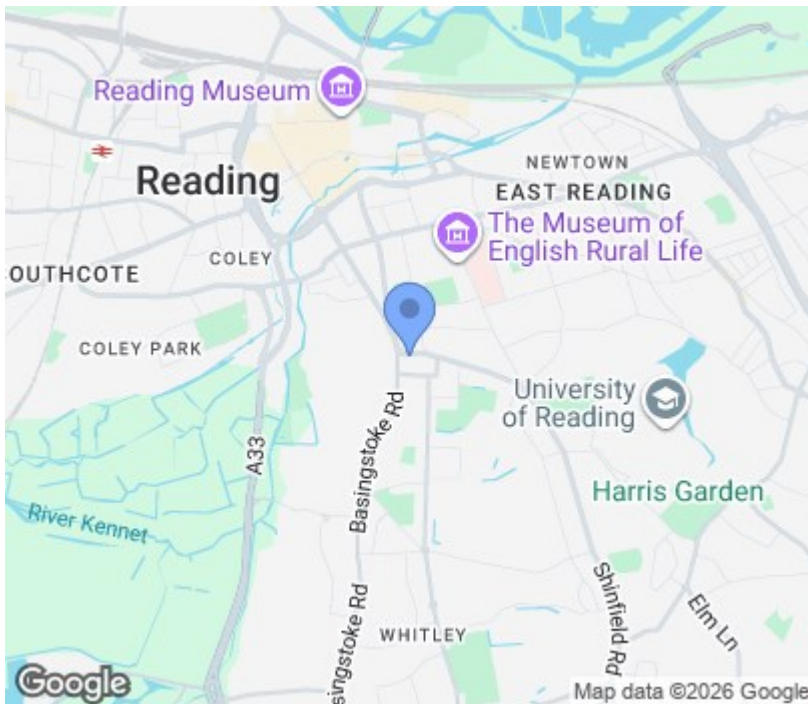 Reading Museum
Reading
NEWTOWN
EAST READING
The Museum of
English Rural Life
COLEY
OUTHCOTE
COLEY PARK
University
of Reading
Basingstoke Rd
A33
Harris Garden
River Kennet
Shinfield Rd
Elm Ln
singstoke Rd
WHITLEY
Google
Map data ©2026 Google